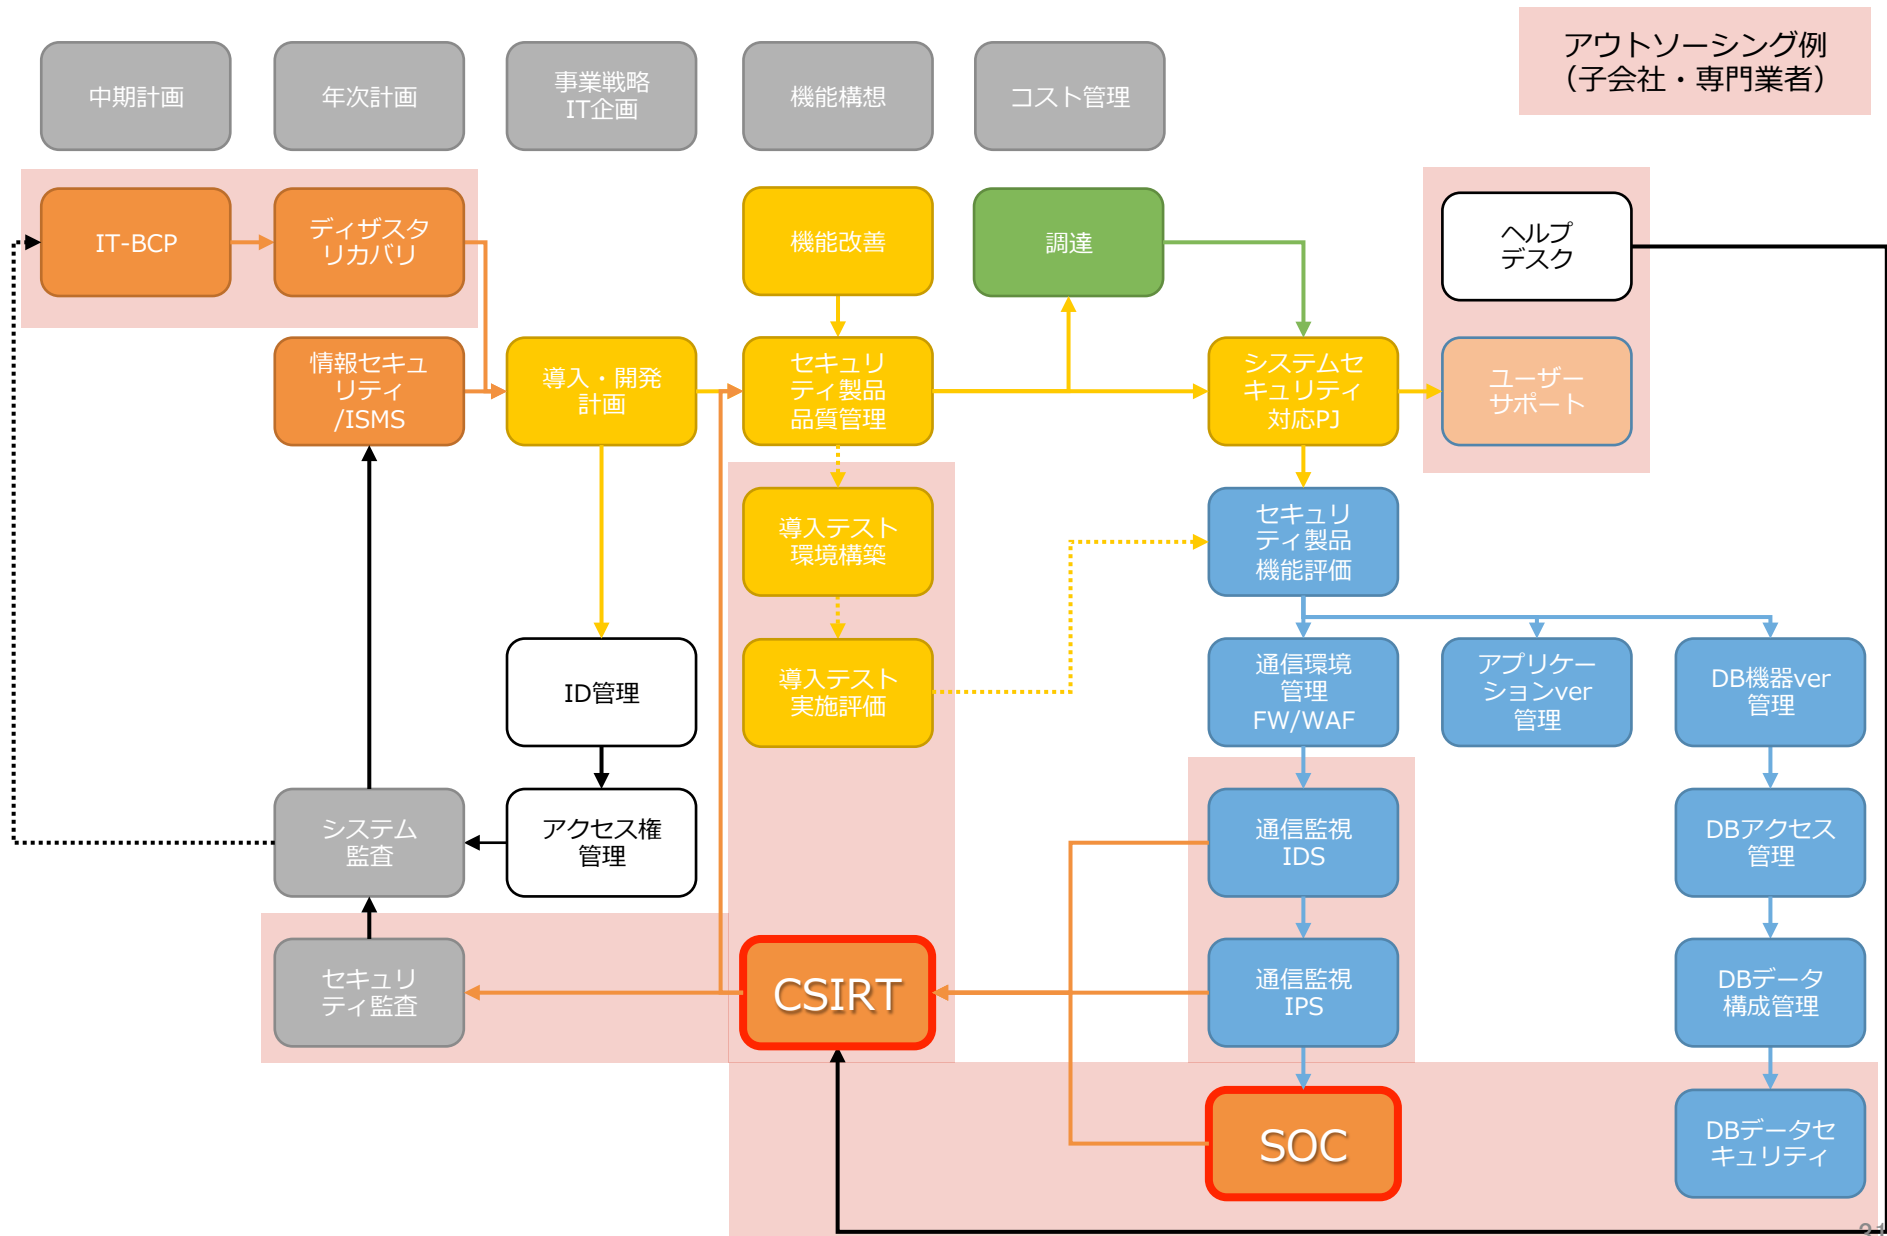 アウトソーシング例
（子会社・専門業者）
中期計画
年次計画
事業戦略
IT企画
機能構想
コスト管理
IT-BCP
ディザスタ
リカバリ
機能改善
調達
ヘルプ
デスク
情報セキュ
リティ
/ISMS
導入・開発
計画
セキュリ
ティ製品
品質管理
システムセ
キュリティ
対応PJ
ユーザー
サポート
導入テスト
環境構築
セキュリ
ティ製品
機能評価
ID管理
導入テスト
実施評価
通信環境
管理
FW/WAF
アプリケー
ションver
管理
DB機器ver
管理
システム
監査
アクセス権
管理
通信監視
IDS
DBアクセス
管理
セキュリ
ティ監査
CSIRT
通信監視
IPS
DBデータ
構成管理
SOC
DBデータセ
キュリティ